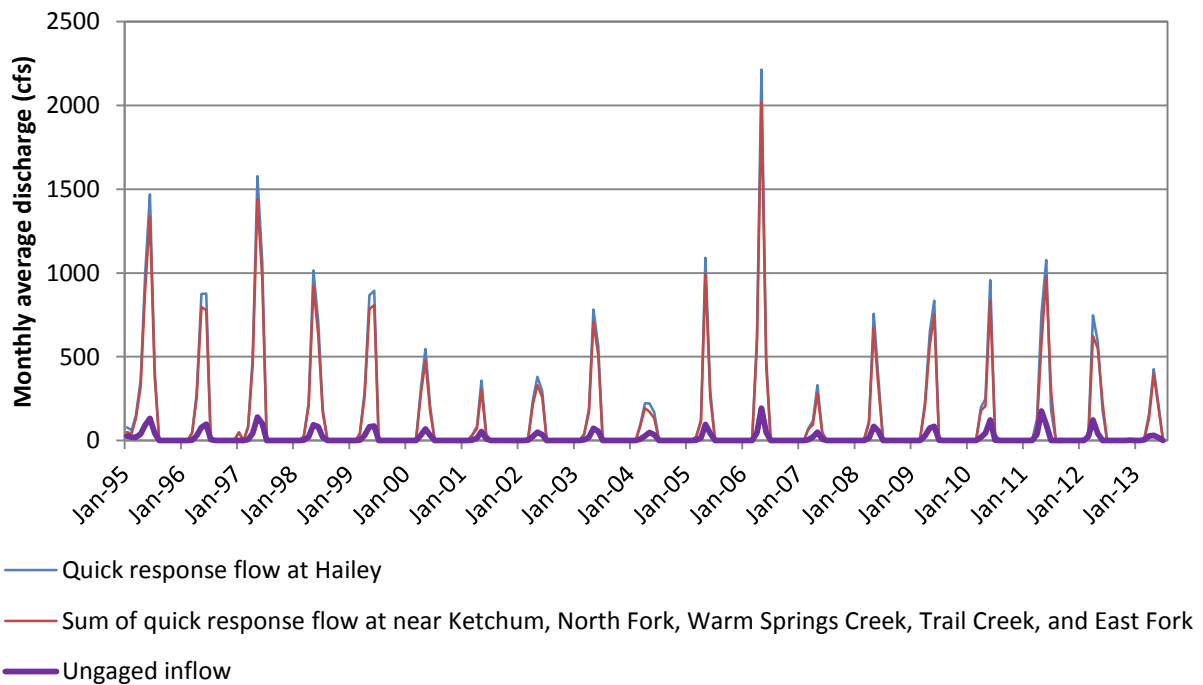 Monthly average discharge (cfs)
2500
2000
1500
1000
500
0
Jan-95
Jan-96
Jan-97
Jan-98
Jan-99
Jan-00
Jan-01
Jan-02
Jan-03
Jan-04
Jan-05
Jan-06
Jan-07
Jan-08
Jan-09
Jan-10
Jan-11
Jan-12
Jan-13
Quick response flow at Hailey
Sum of quick response flow at near Ketchum, North Fork, Warm Springs Creek, Trail Creek, and East Fork
Ungaged inflow